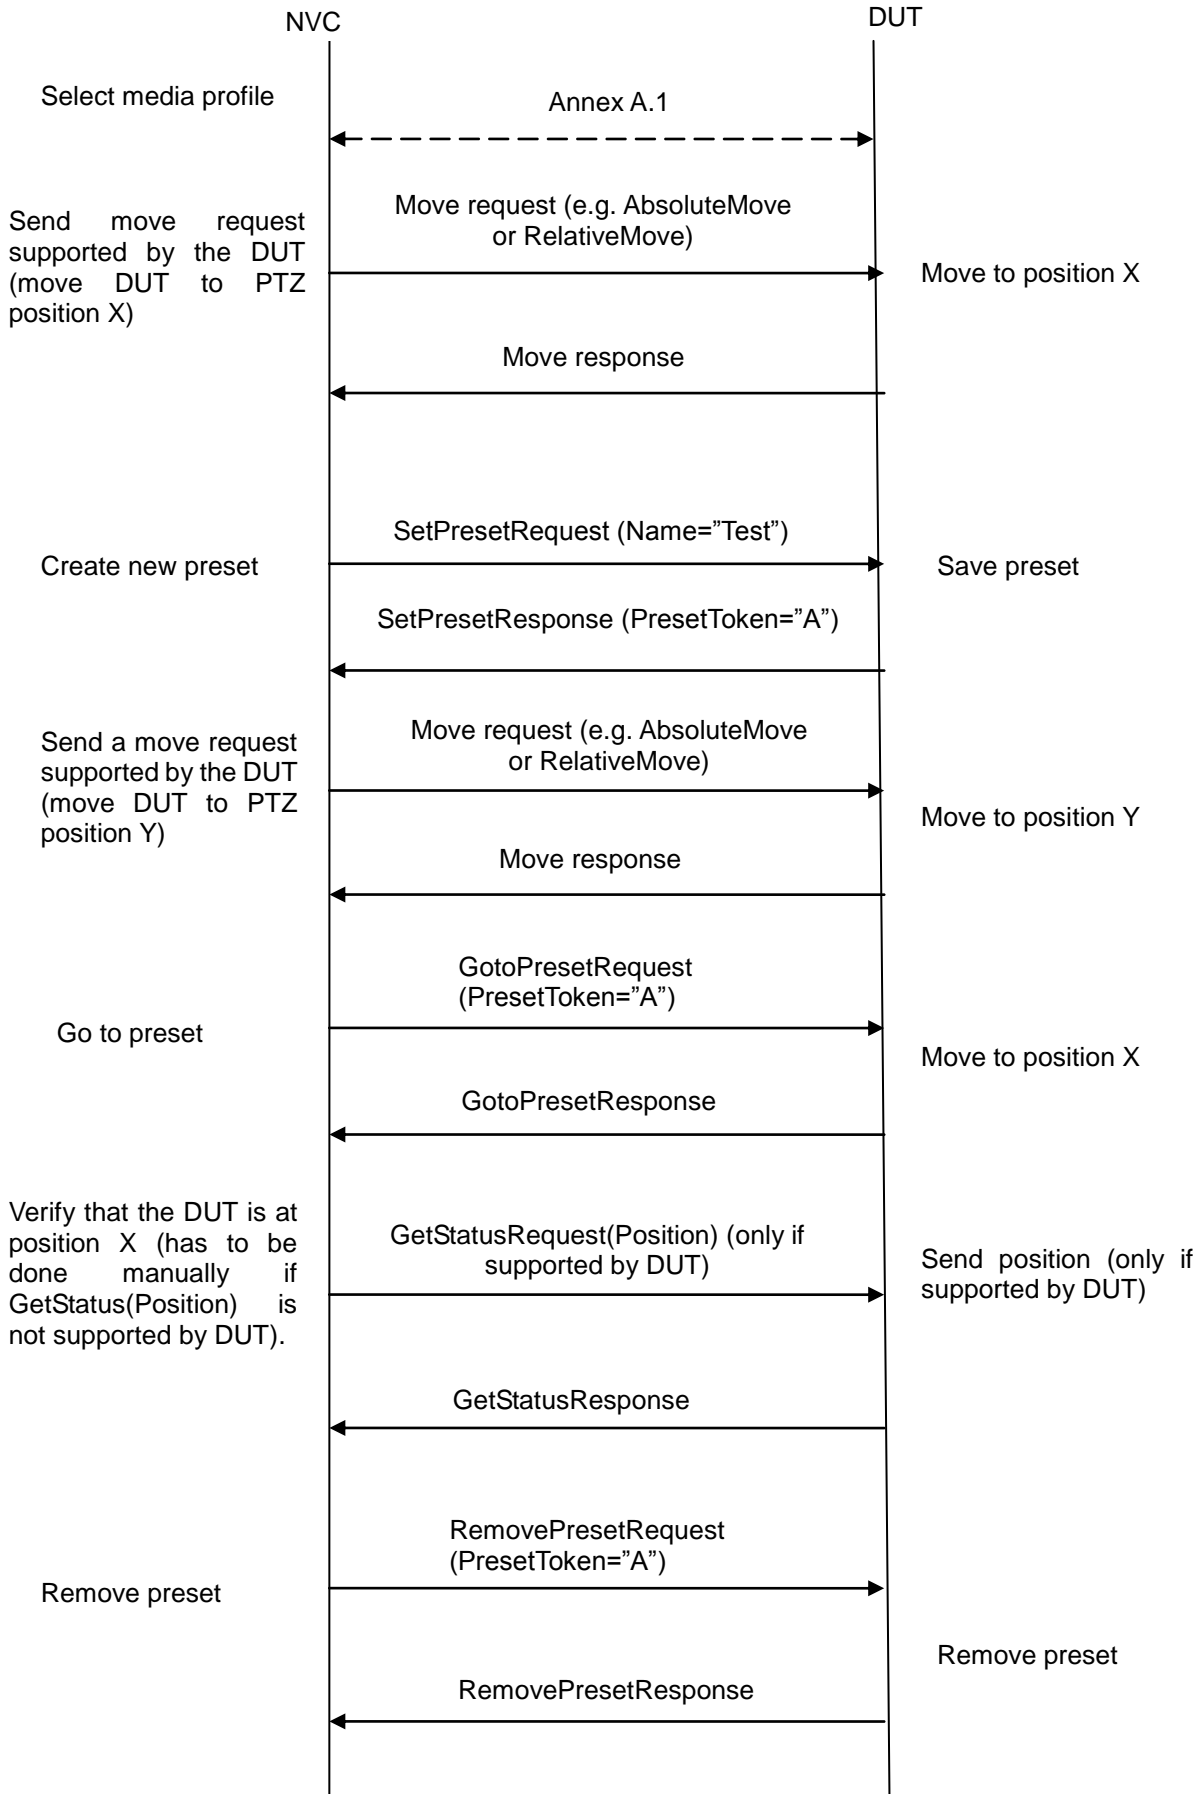 NVC
DUT
Select media profile
Annex A.1
Send move request
supported by the DUT
(move DUT to PTZ
position X)
Move request (e.g. AbsoluteMove
or RelativeMove)
Move to position X
Move response
SetPresetRequest (Name=”Test”)
Create new preset
Save preset
SetPresetResponse (PresetToken=”A”)
Send a move request
supported by the DUT
(move DUT to PTZ
position Y)
Move request (e.g. AbsoluteMove
or RelativeMove)
Move to position Y
Move response
GotoPresetRequest
(PresetToken=”A”)
Go to preset
Move to position X
GotoPresetResponse
Verify that the DUT is at
position X (has to be
done manually if
GetStatus(Position) is
not supported by DUT).
GetStatusRequest(Position) (only if
supported by DUT)
Send position (only if
supported by DUT)
GetStatusResponse
RemovePresetRequest
(PresetToken=”A”)
Remove preset
Remove preset
RemovePresetResponse